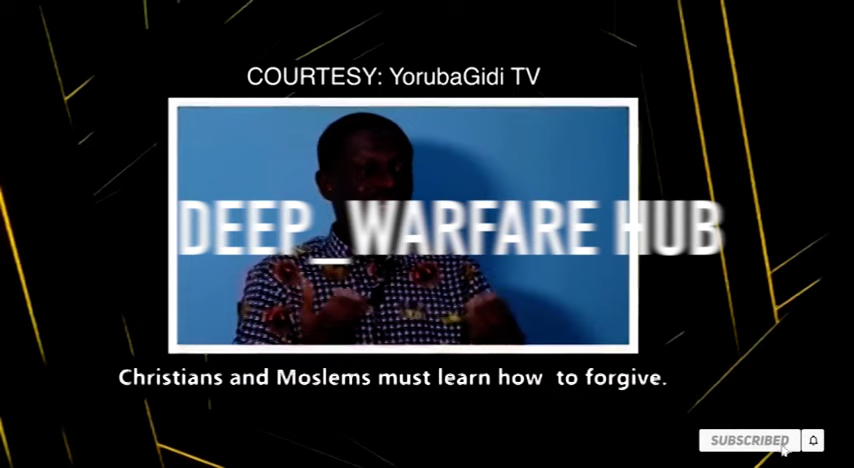 COURTESY: YorubaGidi TV
DEEP_WARFARE HUB
Christians and Moslems must learn how to forgive.
SUBSCRIBED